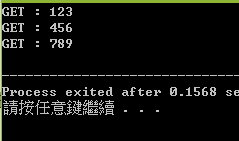 GET : 123
GET : 456
GET : 789
--------------------------------
Process exited after 0.1568 se
請按任意鍵繼續 . . .